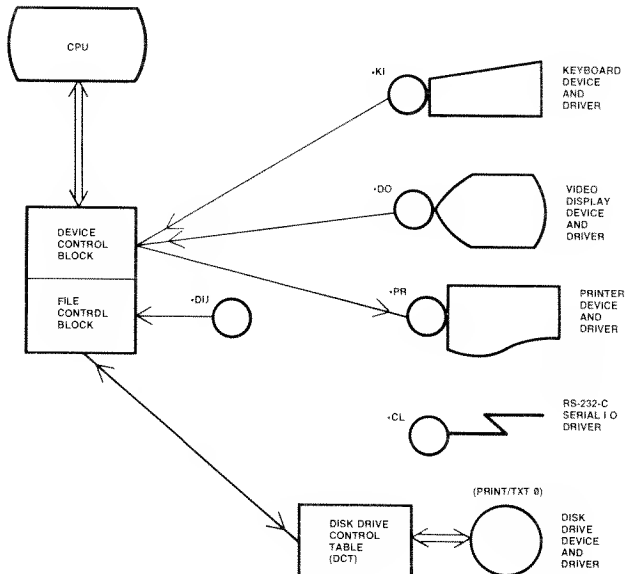 CPU
*KI
KEYBOARD
DEVICE
AND
DRIVER
*DO
VIDEO
DISPLAY
DEVICE
AND
DRIVER
DEVICE
CONTROL
BLOCK
FILE
CONTROL
BLOCK
*DU
*PR
PRINTER
DEVICE
AND
DRIVER
*CL
RS-232-C
SERIAL I O
DRIVER
(PRINT/TXT 0)
DISK DRIVE
CONTROL
TABLE
(DCT)
DISK
DRIVE
DEVICE
AND
DRIVER